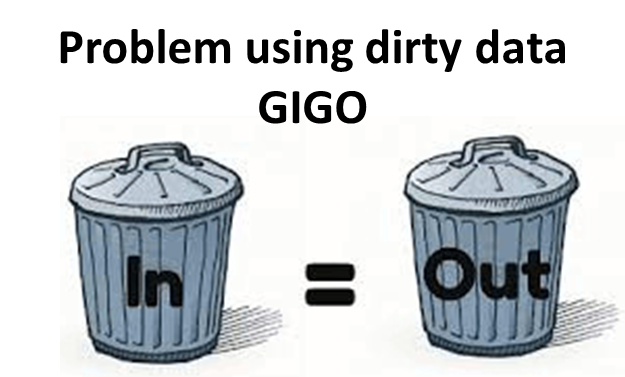 Problem using dirty data
GIGO
In = Out